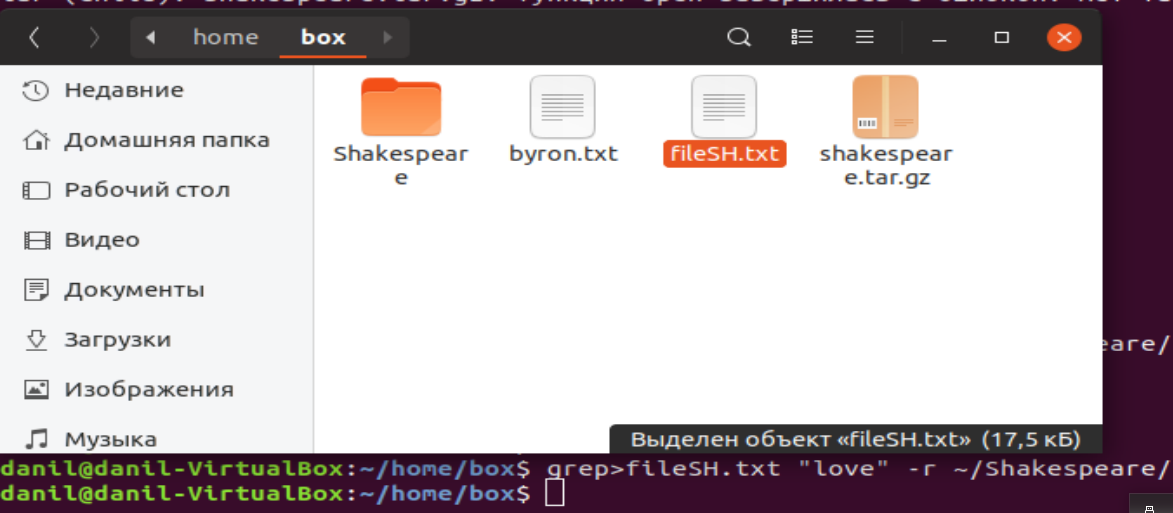 home box
Недавние
Домашняя папка
Рабочий стол
Видео
Документы
Загрузки
Изображения
Музыка
Shakespear
e
byron.txt
fileSH.txt
shakespear
e.tar.gz
eare/
Выделен объект «fileSH.txt» (17,5 кБ)
danil@danil-VirtualBox:~/home/box$ grep>fileSH.txt "love" -r ~/Shakespeare/
danil@danil-VirtualBox:~/home/box$